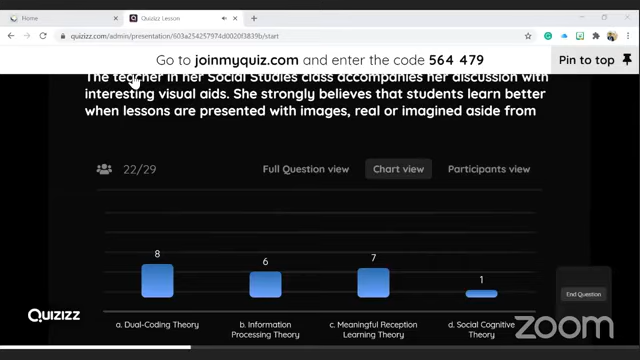 Home
Quizizz Lesson
quizizz.com/admin/presentation/603a254257974d0020f3839b/start
Go to joinmyquiz.com and enter the code 564 479
Pin to top
The teacher in her Social Studies class accompanies her discussion with
interesting visual aids. She strongly believes that students learn better
when lessons are presented with images, real or imagined aside from
22/29
Full Question view
Chart view
Participants view
8
6
7
1
End Question
Quizizz
a. Dual-Coding Theory
b. Information
Processing Theory
c. Meaningful Reception
Learning Theory
d. Social Cognitive
Theory
zoom